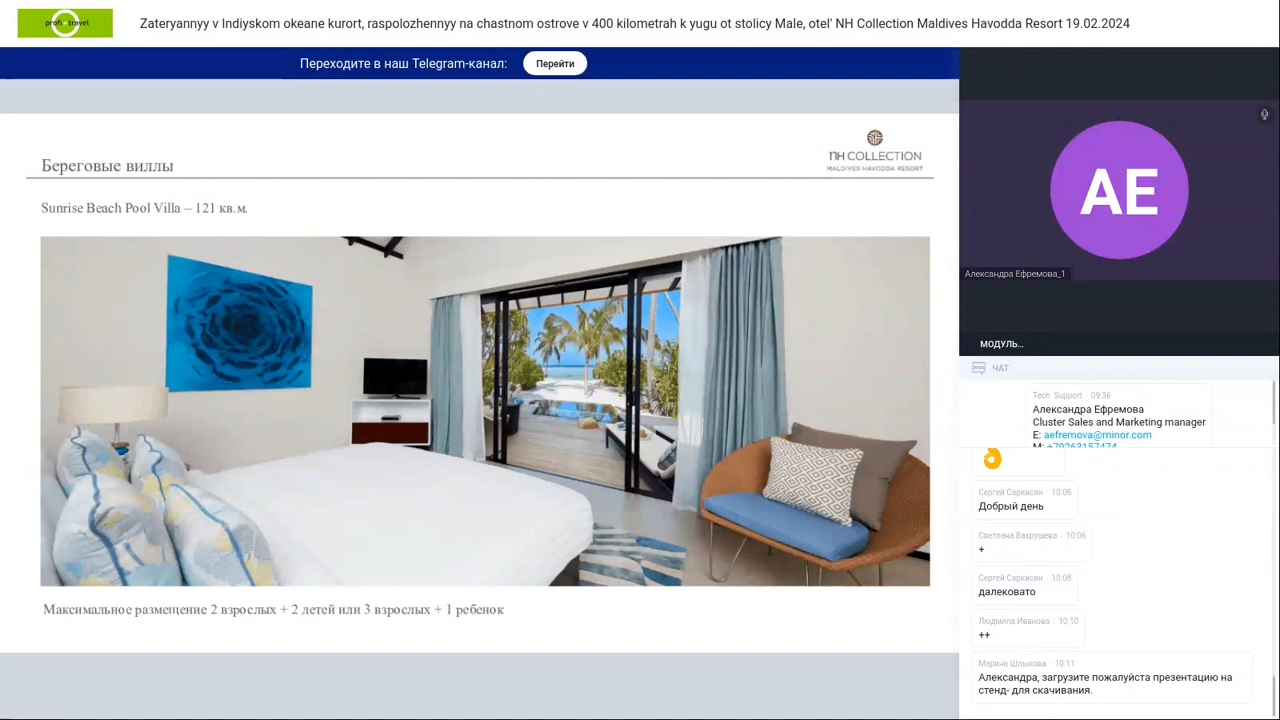 profi travel
Zateryannyy v Indiyskom okeane kurort, raspolozhennyy na otdalennom ostrove v 400 kilometrah k yugu ot stolicy Male, otel' NH Collection Maldives Havodda Resort 19.02.2024
Переходите в наш Telegram-канал:
Перейти
Береговые виллы
NH COLLECTION
MALDIVES HAVODDA RESORT
Sunrise Beach Pool Villa – 121 кв.м.
Максимальное размещение 2 взрослых + 2 детей или 3 взрослых + 1 ребенок
AE
Александра Ефремова_1
МОДУЛЬ...
ЧАТ
Tech Support 09:36
Александра Ефремова
Cluster Sales and Marketing manager
E: aefremova@minor.com
M: +79263157474
Сергей Саркисян 10:06
Добрый день
Светлана Вахрушева 10:06
+
Сергей Саркисян 10:08
далековато
Людмила Иванова 10:10
++
Марина Шлыкова 10:11
Александра, загрузите пожалуйста презентацию на
стенд- для скачивания.